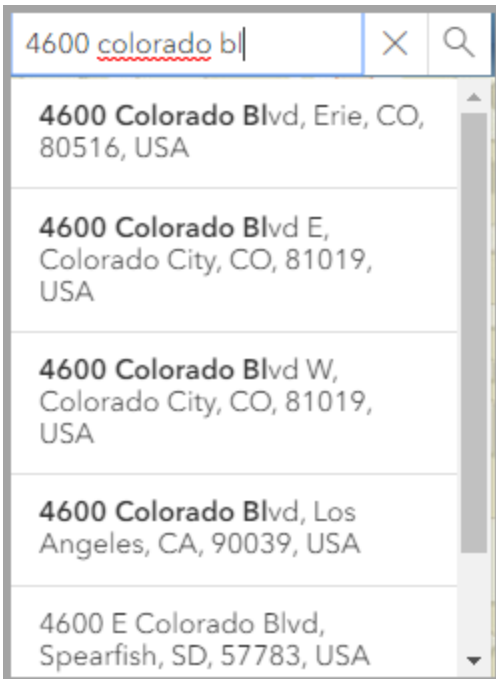 4600 colorado bl
4600 Colorado Blvd, Erie, CO,
80516, USA
4600 Colorado Blvd E,
Colorado City, CO, 81019,
USA
4600 Colorado Blvd W,
Colorado City, CO, 81019,
USA
4600 Colorado Blvd, Los
Angeles, CA, 90039, USA
4600 E Colorado Blvd,
Spearfish, SD, 57783, USA